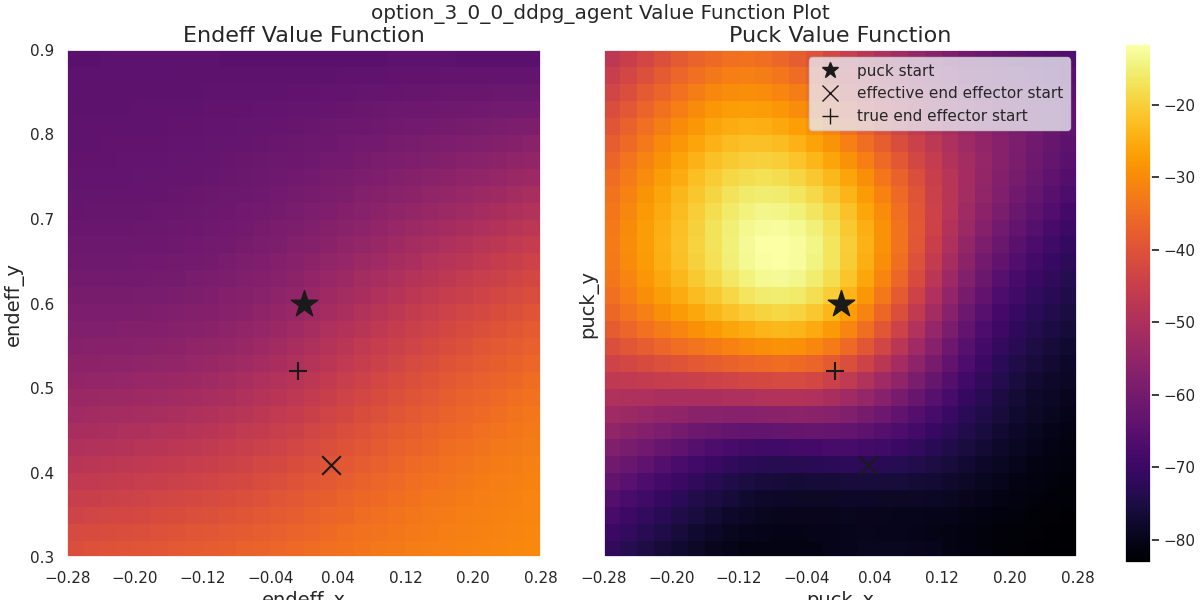 option_3_0_0_ddpg_agent Value Function Plot
Endeff Value Function
Puck Value Function
0.9
0.8
0.7
0.6
0.5
0.4
0.3
endeff_y
−0.28 −0.20 −0.12 −0.04 0.04 0.12 0.20 0.28
endeff_x
puck start
effective end effector start
true end effector start
puck_y
−0.28 −0.20 −0.12 −0.04 0.04 0.12 0.20 0.28
puck_x
−20
−30
−40
−50
−60
−70
−80